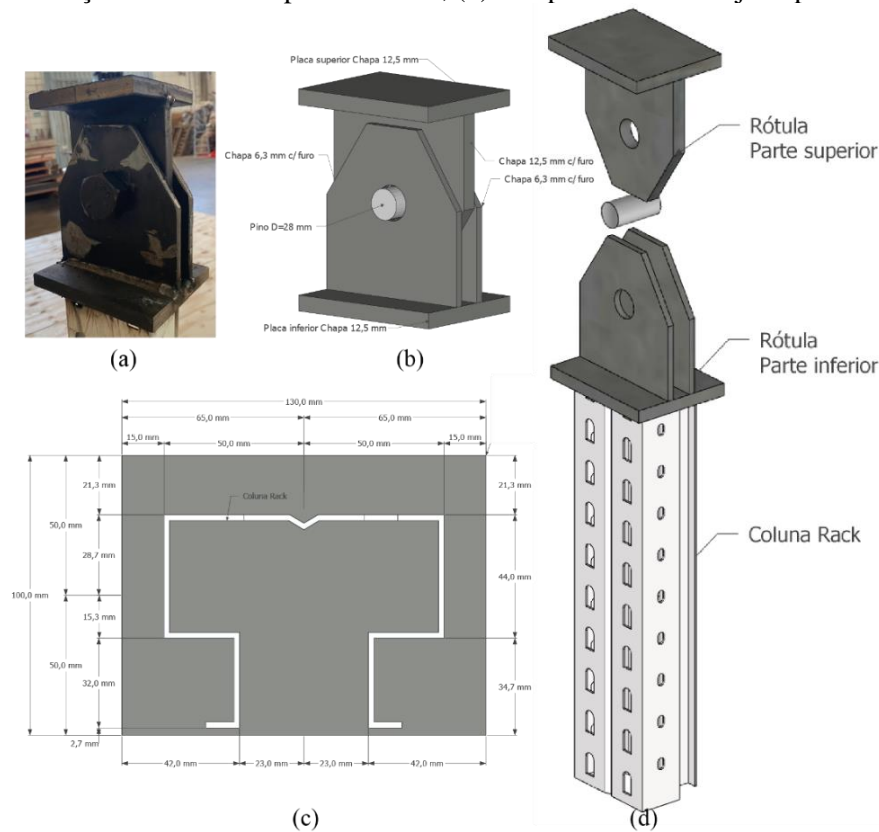 Placa superior Chapa 12,5 mm
Chapa 6,3 mm c/furo
Chapa 12,5 mm c/furo
Chapa 6,3 mm c/furo
Pino D=28 mm
Placa inferior Chapa 12,5 mm
(a)
(b)
Rótula
Parte superior
Rótula
Parte inferior
Coluna Rack
(d)
130,0 mm
65,0 mm
65,0 mm
15,0 mm
50,0 mm
50,0 mm
15,0 mm
21,3 mm
21,3 mm
Coluna Rack
50,0 mm
28,7 mm
44,0 mm
100,0 mm
15,3 mm
50,0 mm
32,0 mm
34,7 mm
2,7 mm
42,0 mm
23,0 mm
23,0 mm
42,0 mm
(c)